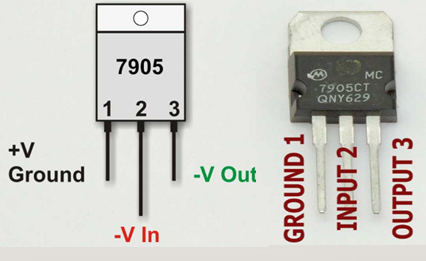 7905
1 2 3
+V
Ground
-V Out
-V In
MC
7905CT
QNY629
GROUND 1
INPUT 2
OUTPUT 3